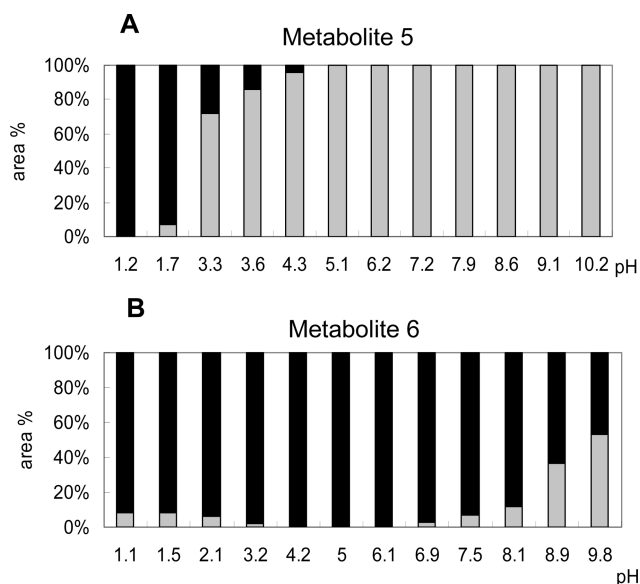 A
Metabolite 5
100%
80%
60%
40%
20%
0%
area %
1.2 1.7 3.3 3.6 4.3 5.1 6.2 7.2 7.9 8.6 9.1 10.2 pH
B
Metabolite 6
100%
80%
60%
40%
20%
0%
area %
1.1 1.5 2.1 3.2 4.2 5 6.1 6.9 7.5 8.1 8.9 9.8
pH